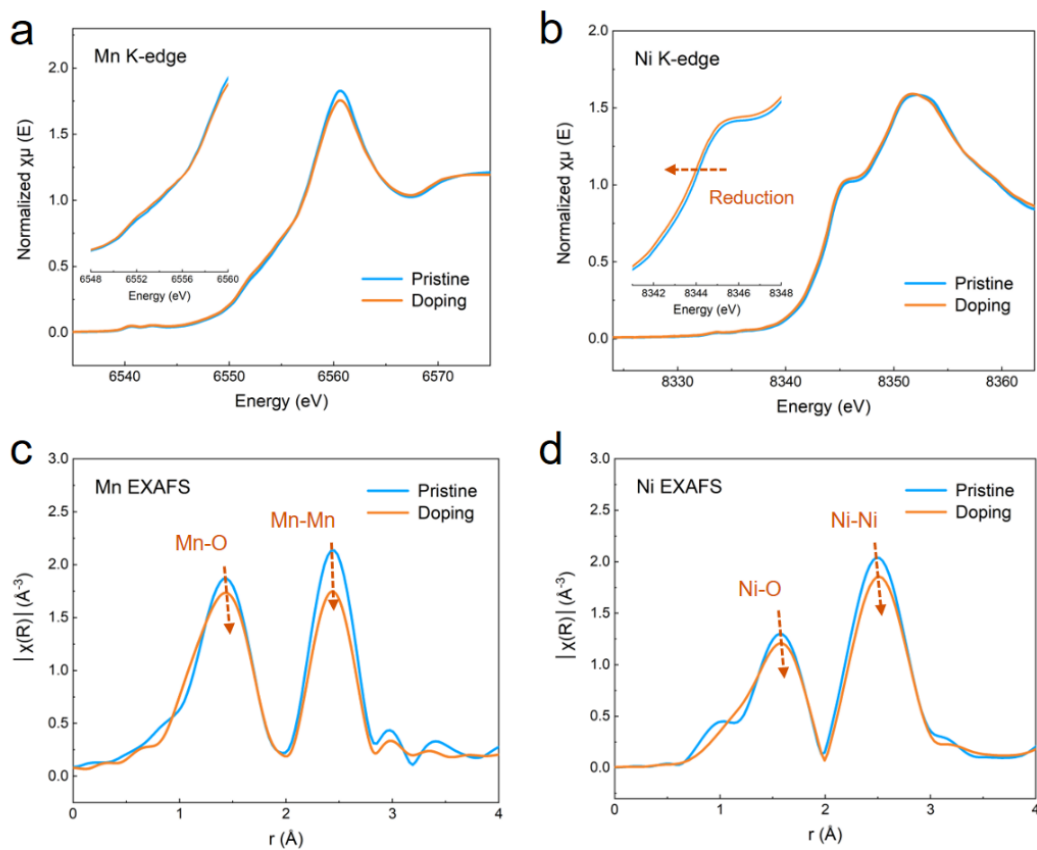 a
Mn K-edge
Normalized χμ (E)
2.0
1.5
1.0
0.5
0.0
6548 6552 6556 6560
Energy (eV)
Pristine
Doping
6540 6550 6560 6570
Energy (eV)
b
Ni K-edge
Normalized χμ (E)
2.0
1.5
1.0
0.5
0.0
Reduction
8342 8344 8346 8348
Energy (eV)
Pristine
Doping
8330 8340 8350 8360
Energy (eV)
c
Mn EXAFS
|χ(R)| (Å-3)
3.0
2.5
2.0
1.5
1.0
0.5
0.0
Pristine
Doping
Mn-O
Mn-Mn
0 1 2 3 4
r (Å)
d
Ni EXAFS
|χ(R)| (Å-3)
3.0
2.5
2.0
1.5
1.0
0.5
0.0
Pristine
Doping
Ni-O
Ni-Ni
0 1 2 3 4
r (Å)